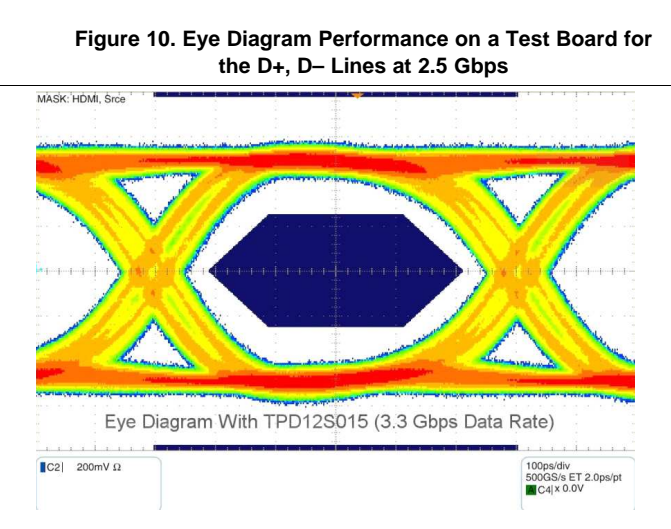 Figure 10. Eye Diagram Performance on a Test Board for
the D+, D– Lines at 2.5 Gbps
MASK: HDMI, Srce
Eye Diagram With TPD12S015 (3.3 Gbps Data Rate)
C2 200mV Ω
100ps/div
500GS/s ET 2.0ps/pt
A C4 x 0.0V